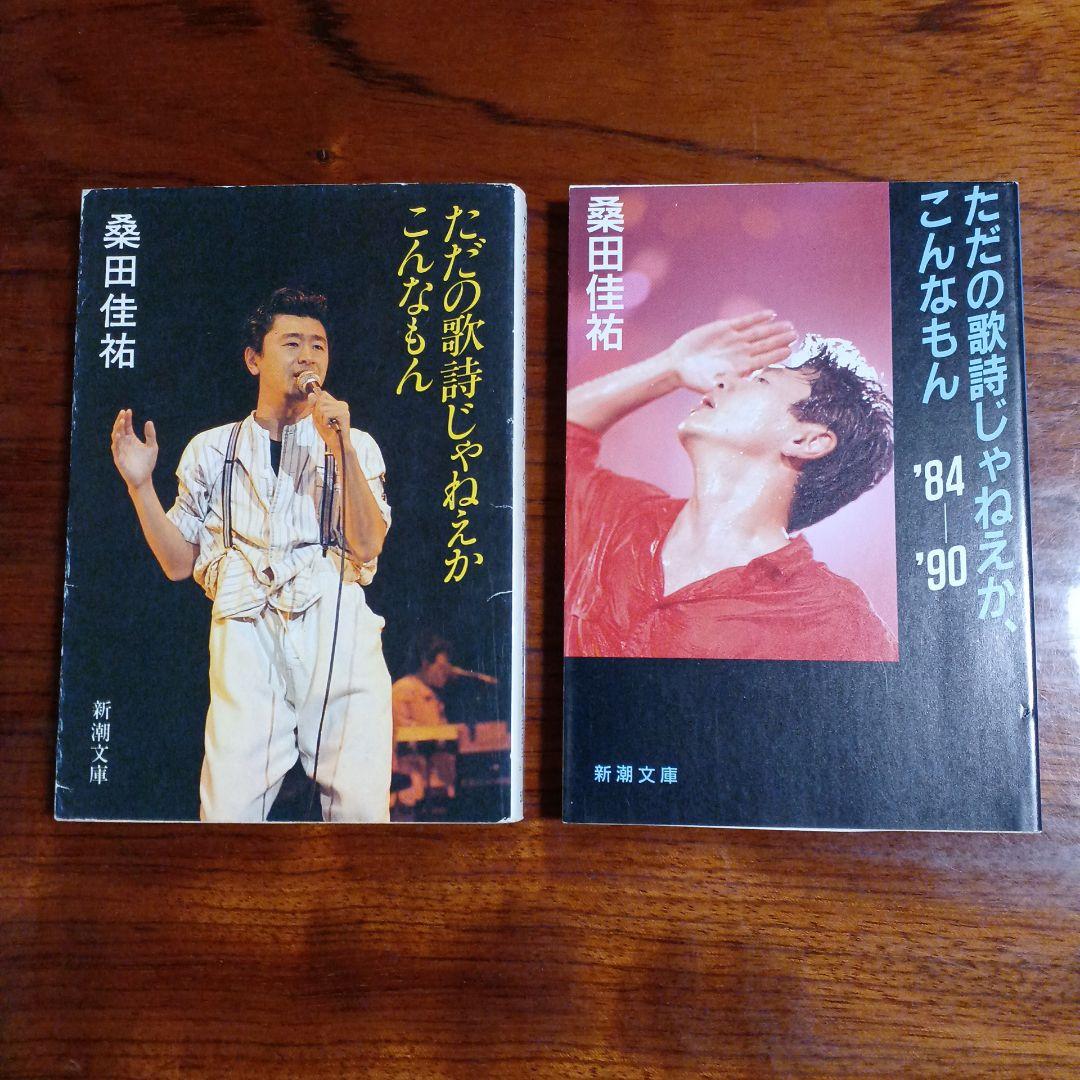 ただの歌詩じゃねえか
こんなもん
桑田佳祐
新潮文庫
ただの歌詩じゃねえか、
こんなもん
'84—'90
桑田佳祐
新潮文庫